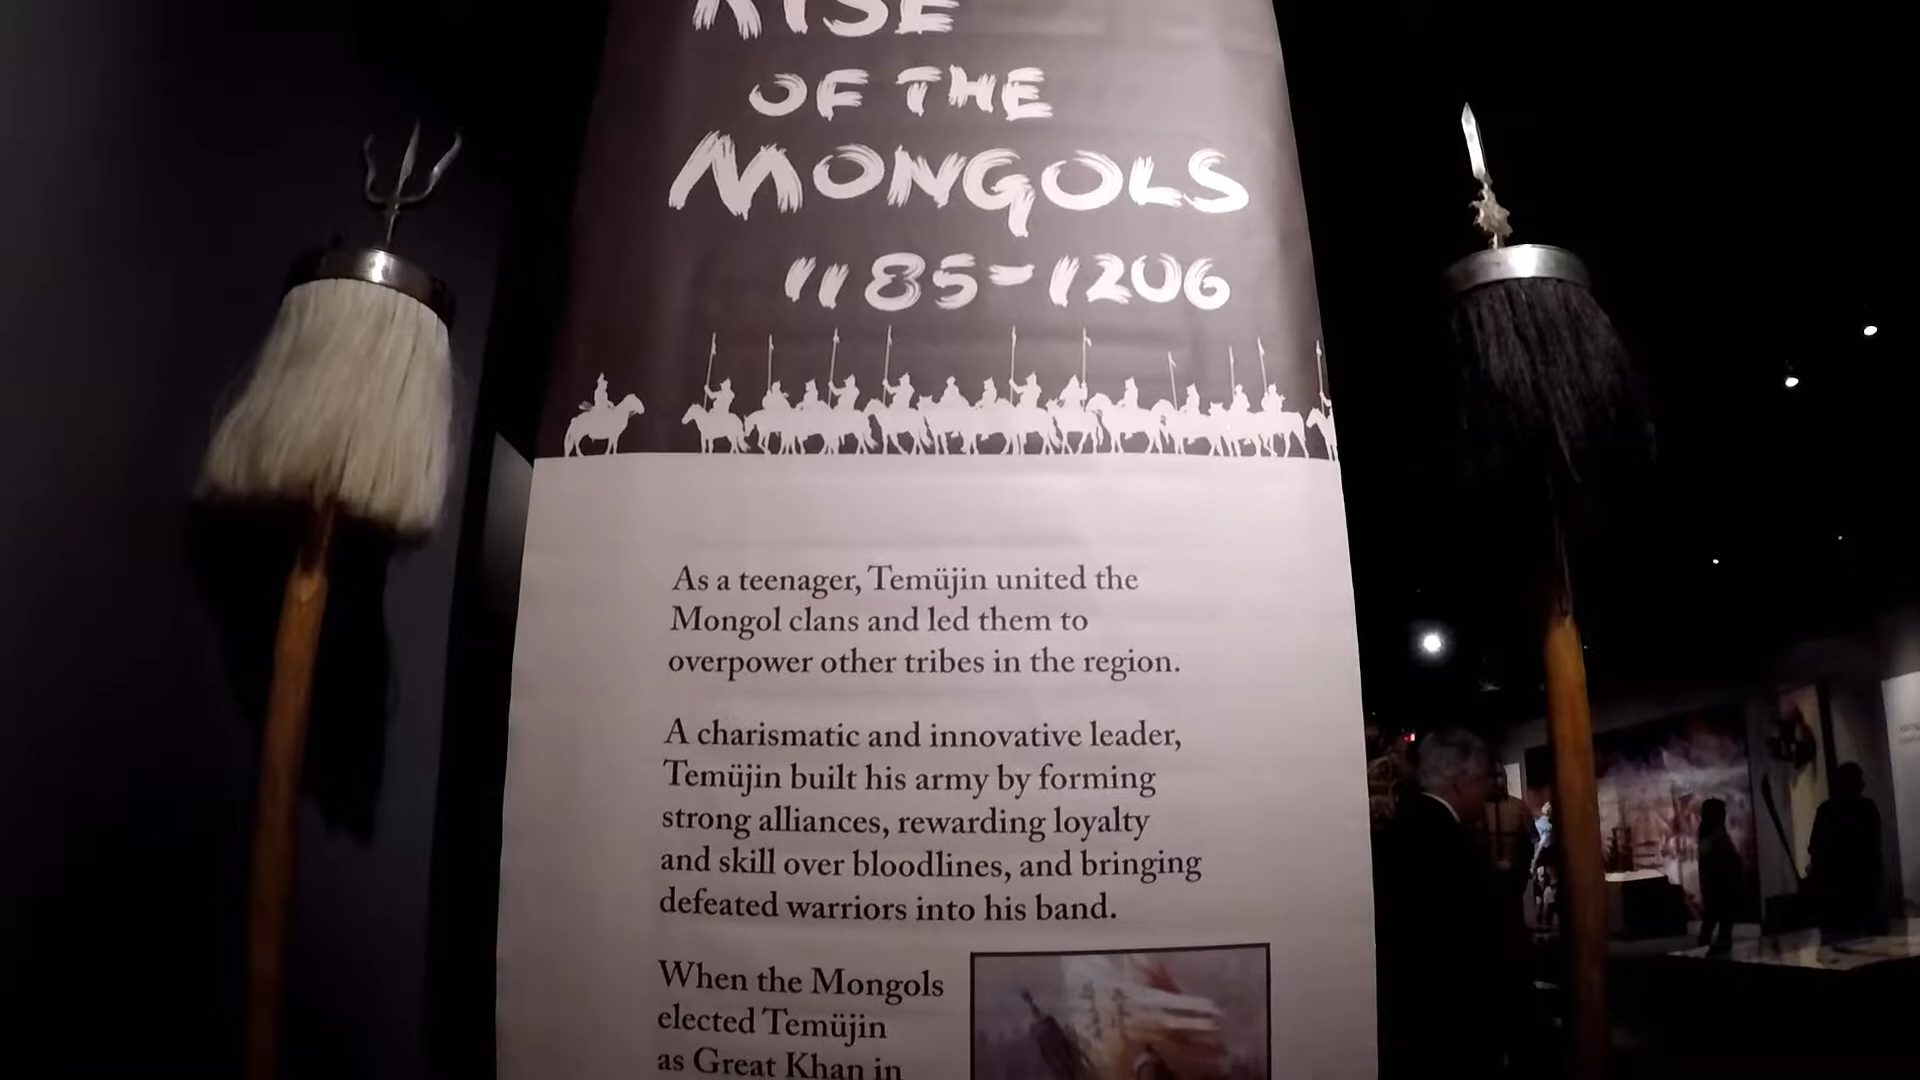 RISE
OF THE
MONGOLS
1185-1206
As a teenager, Temüjin united the
Mongol clans and led them to
overpower other tribes in the region.
A charismatic and innovative leader,
Temüjin built his army by forming
strong alliances, rewarding loyalty
and skill over bloodlines, and bringing
defeated warriors into his band.
When the Mongols
elected Temüjin
as Great Khan in